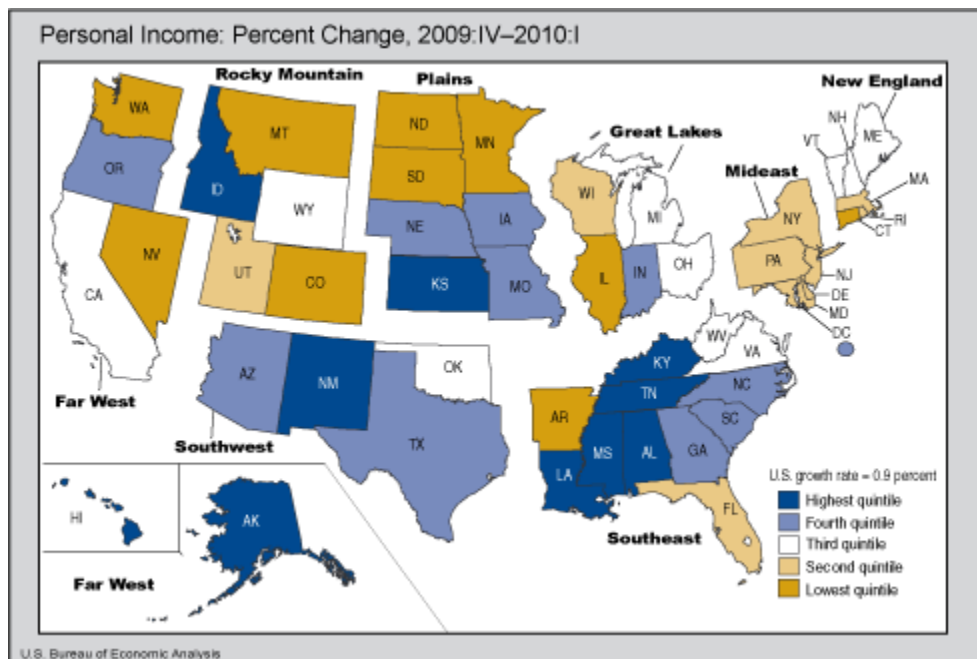 Personal Income: Percent Change, 2009:IV–2010:I
Rocky Mountain
Plains
New England
Great Lakes
Mideast
WA
MT
ND
MN
NH
ME
VT
OR
ID
SD
WI
MI
MA
WY
NY
RI
CT
NE
IA
NV
UT
CO
IL
IN
OH
PA
NJ
CA
KS
MO
DE
MD
DC
WV
VA
KY
OK
AZ
NM
TN
NC
Far West
AR
SC
TX
MS
AL
GA
Southwest
LA
U.S. growth rate = 0.9 percent
Highest quintile
FL
HI
AK
Fourth quintile
Southeast
Third quintile
Second quintile
Far West
Lowest quintile
U.S. Bureau of Economic Analysis